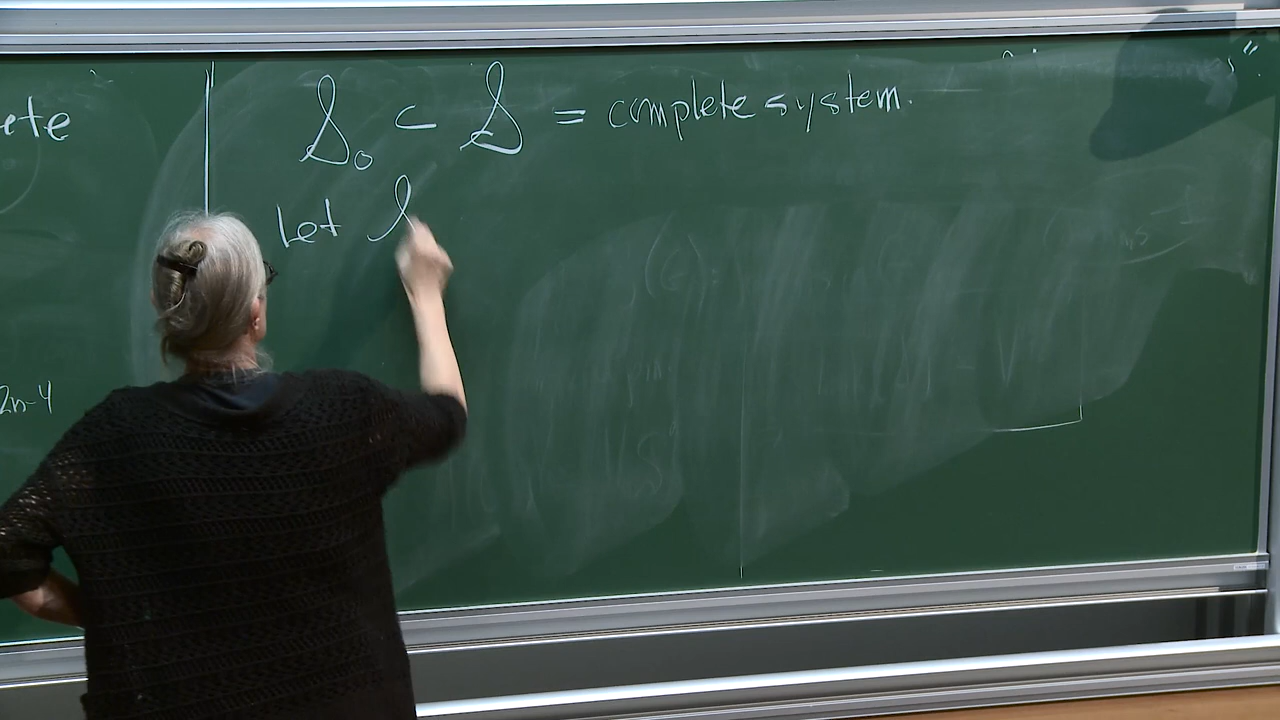 ete
2n-4
𝒮₀ ⊂ 𝒮 = complete system.
Let